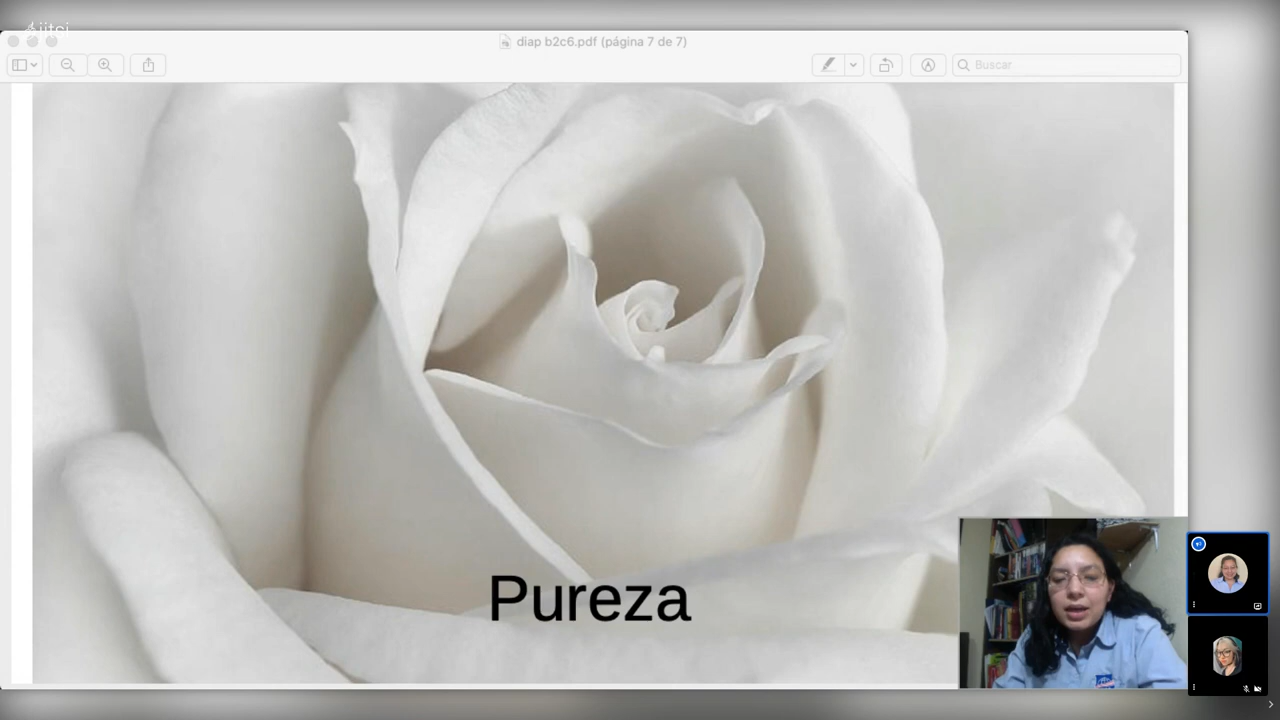 jitsi
diap b2c6.pdf (página 7 de 7)
Buscar
Pureza